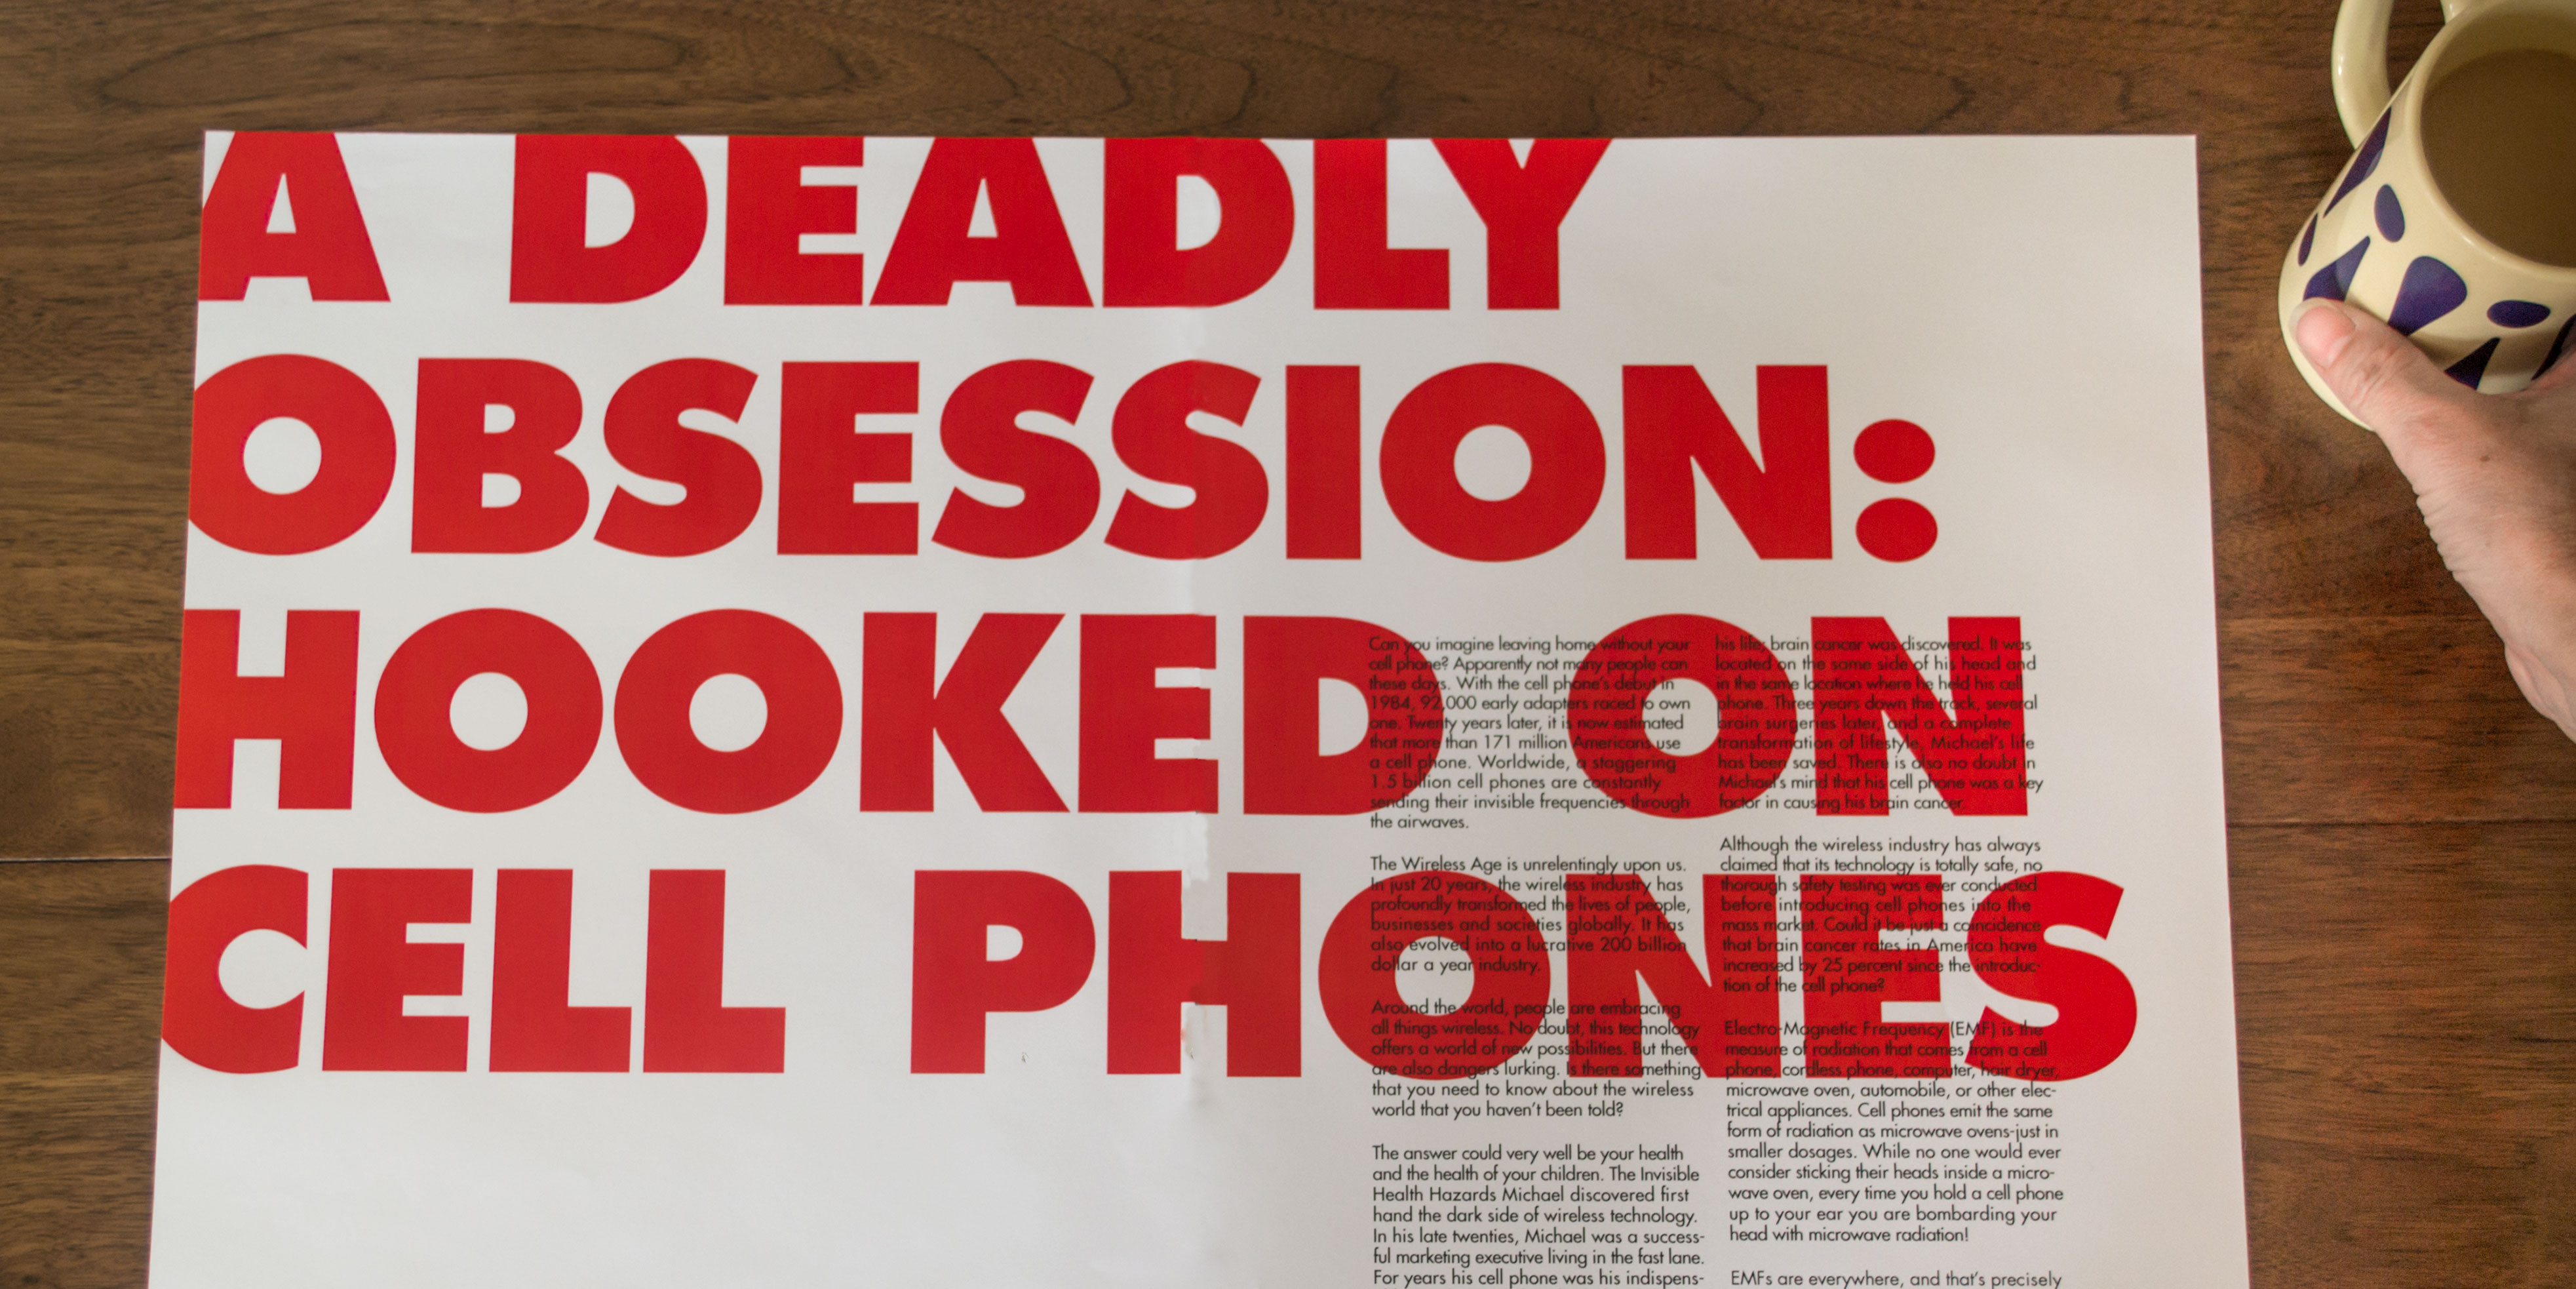 A DEADLY
OBSESSION:
HOOKED ON
CELL PHONES
Can you imagine leaving home without your
cell phone? Apparently not many people can
these days. With the cell phone's debut in
1984, 92,000 early adapters raced to own
one. Twenty years later, it is now estimated
that more than 171 million Americans use
a cell phone. Worldwide, a staggering
1.5 billion cell phones are constantly
sending their invisible frequencies through
the airwaves.
The Wireless Age is unrelentingly upon us.
In just 20 years, the wireless industry has
profoundly transformed the lives of people,
businesses and societies globally. It has
also evolved into a lucrative 200 billion
dollar a year industry.
Around the world, people are embracing
all things wireless. No doubt, this technology
offers a world of new possibilities. But there
are also dangers lurking. Is there something
that you need to know about the wireless
world that you haven't been told?
The answer could very well be your health
and the health of your children. The Invisible
Health Hazards Michael discovered first
hand the dark side of wireless technology.
In his late twenties, Michael was a success-
ful marketing executive living in the fast lane.
For years his cell phone was his indispens-
his life, brain cancer was discovered. It was
located on the same side of his head and
in the same location where he held his cell
phone. Three years down the track, several
brain surgeries later, and a complete
transformation of lifestyle, Michael's life
has been saved. There is also no doubt in
Michael's mind that his cell phone was a key
factor in causing his brain cancer.
Although the wireless industry has always
claimed that its technology is totally safe, no
thorough safety testing was ever conducted
before introducing cell phones into the
mass market. Could it be just a coincidence
that brain cancer rates in America have
increased by 25 percent since the introduc-
tion of the cell phone?
Electro-Magnetic Frequency (EMF) is the
measure of radiation that comes from a cell
phone, cordless phone, computer, hair dryer,
microwave oven, automobile, or other elec-
trical appliances. Cell phones emit the same
form of radiation as microwave ovens-just in
smaller dosages. While no one would ever
consider sticking their heads inside a micro-
wave oven, every time you hold a cell phone
up to your ear you are bombarding your
head with microwave radiation!
EMFs are everywhere, and that's precisely